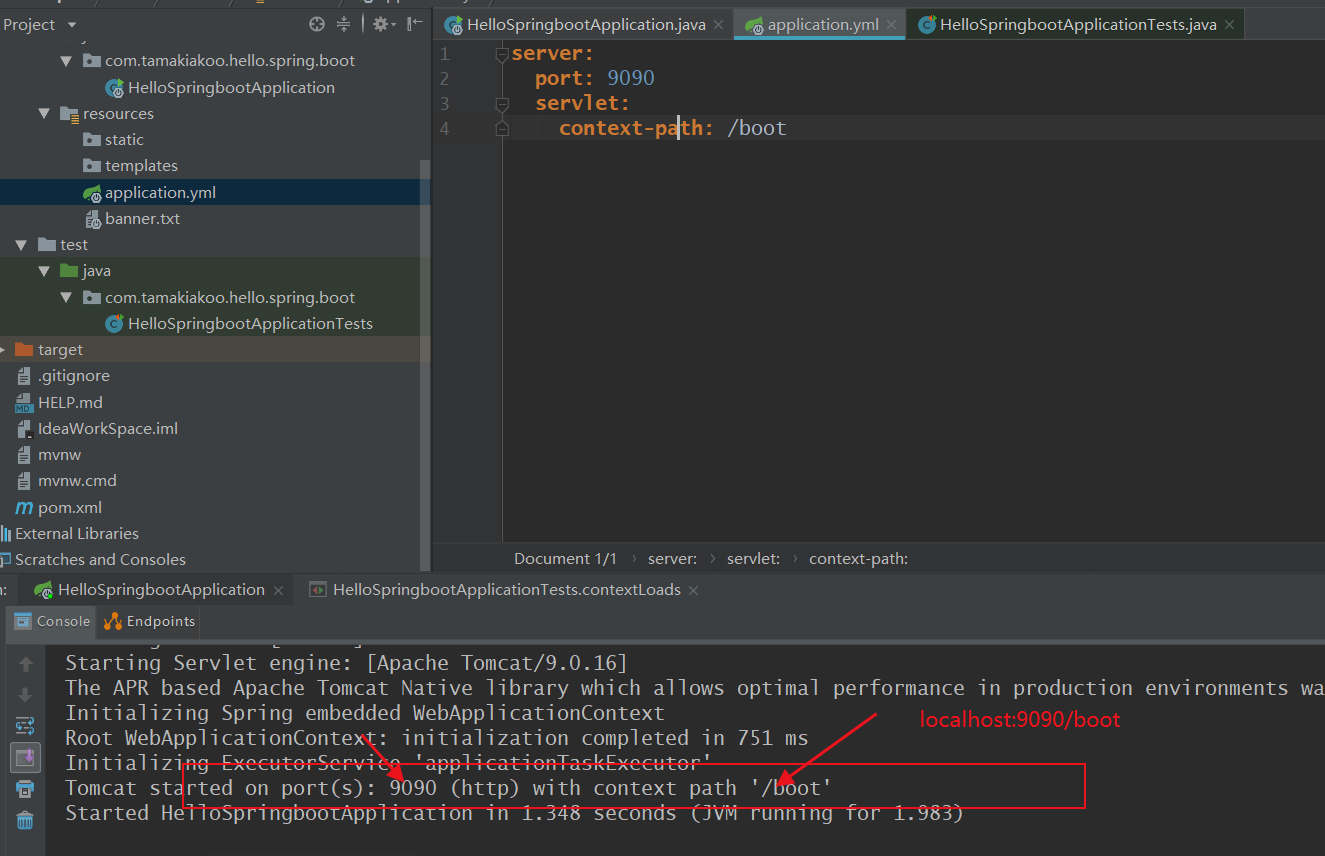 Project
HelloSpringbootApplication.java
application.yml
HelloSpringbootApplicationTests.java
com.tamakiakoo.hello.spring.boot
HelloSpringbootApplication
resources
static
templates
application.yml
banner.txt
test
java
com.tamakiakoo.hello.spring.boot
HelloSpringbootApplicationTests
target
.gitignore
HELP.md
IdeaWorkSpace.iml
mvnw
mvnw.cmd
pom.xml
External Libraries
Scratches and Consoles
1 server:
2 port: 9090
3 servlet:
4 context-path: /boot
Document 1/1 › server: › servlet: › context-path:
HelloSpringbootApplication
HelloSpringbootApplicationTests.contextLoads
Console
Endpoints
Starting Servlet engine: [Apache Tomcat/9.0.16]
The APR based Apache Tomcat Native library which allows optimal performance in production environments wa
Initializing Spring embedded WebApplicationContext
localhost:9090/boot
Root WebApplicationContext: initialization completed in 751 ms
Initializing ExecutorService 'applicationTaskExecutor'
Tomcat started on port(s): 9090 (http) with context path '/boot'
Started HelloSpringbootApplication in 1.348 seconds (JVM running for 1.983)